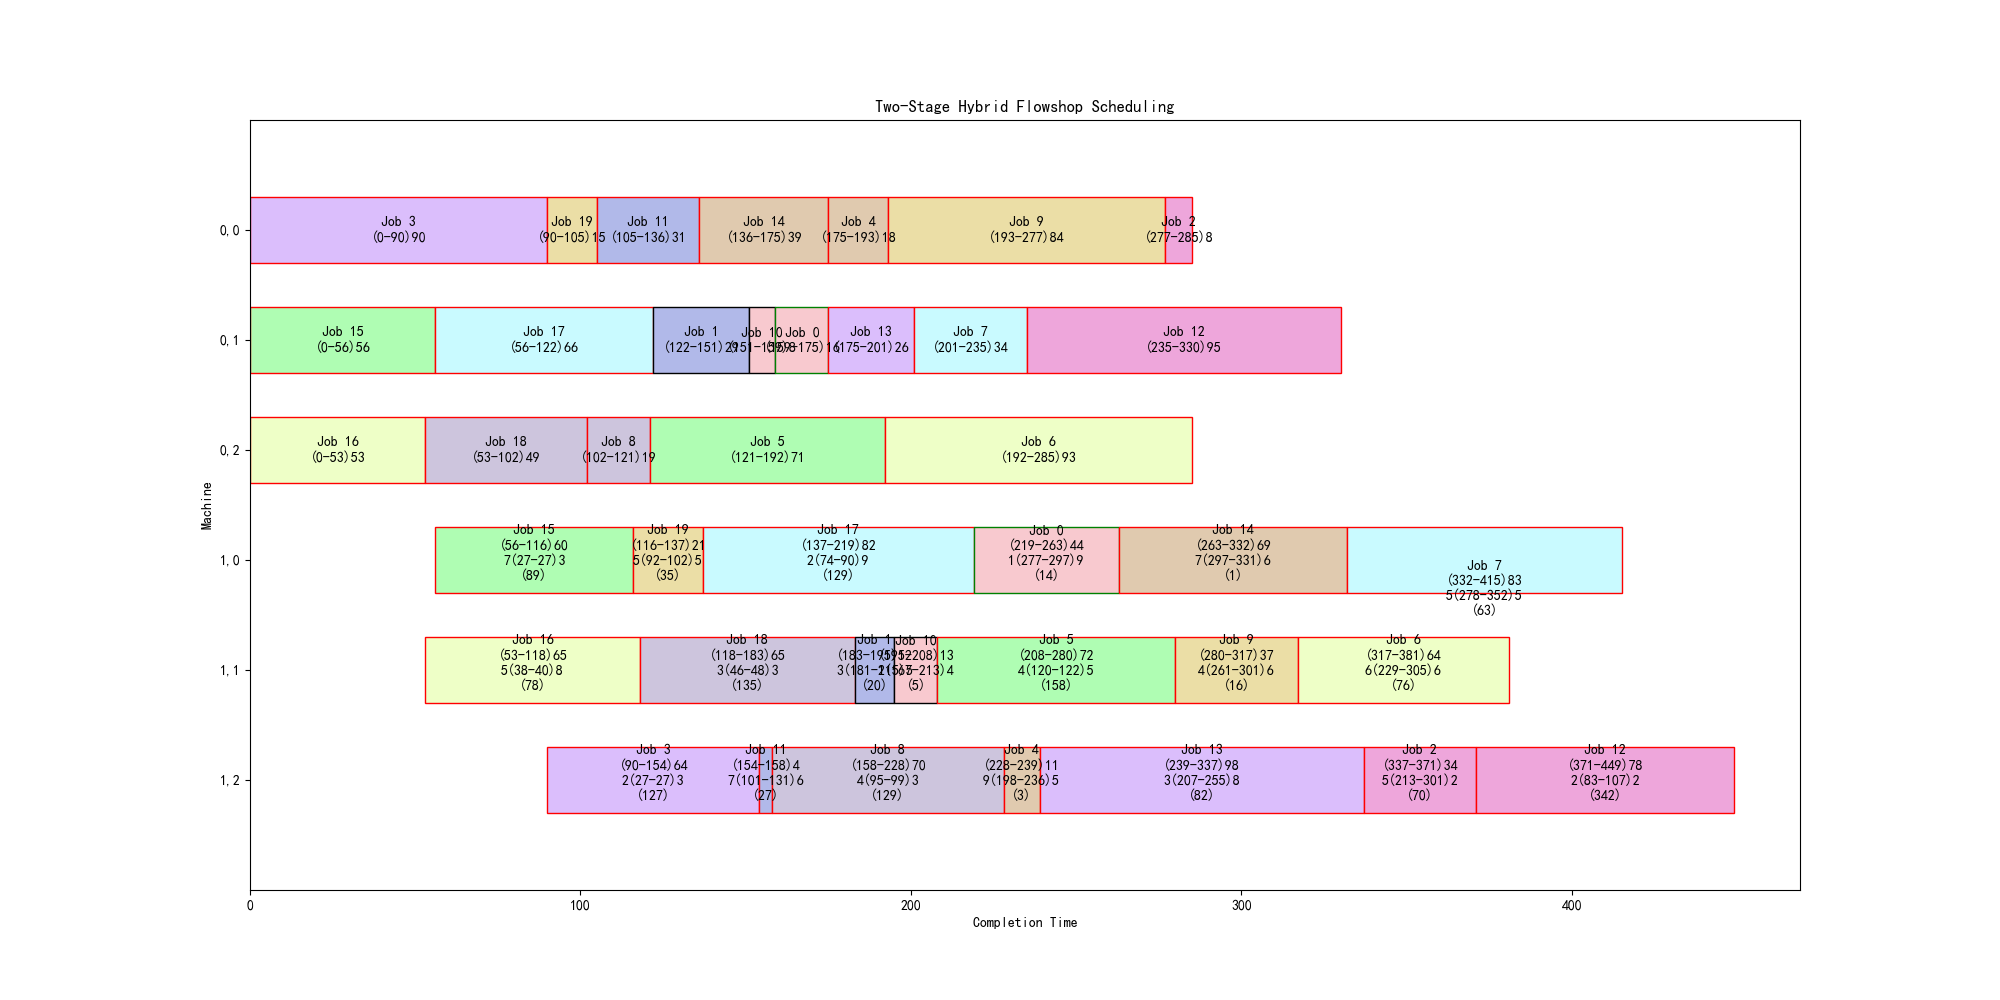 Two-Stage Hybrid Flowshop Scheduling
Machine
0,0
Job 3
(0-90)90
Job 19
(90-105)15
Job 11
(105-136)31
Job 14
(136-175)39
Job 4
(175-193)18
Job 9
(193-277)84
Job 2
(277-285)8
0,1
Job 15
(0-56)56
Job 17
(56-122)66
Job 1
(122-151)29
Job 10
(151-159)8
Job 0
(159-175)16
Job 13
(175-201)26
Job 7
(201-235)34
Job 12
(235-330)95
0,2
Job 16
(0-53)53
Job 18
(53-102)49
Job 8
(102-121)19
Job 5
(121-192)71
Job 6
(192-285)93
1,0
Job 15
(56-116)60
7(27-27)3
(89)
Job 19
(116-137)21
5(92-102)5
(35)
Job 17
(137-219)82
2(74-90)9
(129)
Job 0
(219-263)44
1(277-297)9
(14)
Job 14
(263-332)69
7(297-331)6
(1)
Job 7
(332-415)83
5(278-352)5
(63)
1,1
Job 16
(53-118)65
5(38-40)8
(78)
Job 18
(118-183)65
3(46-48)3
(135)
Job 1
(183-195)12
(20)
Job 10
(195-208)13
(5)
Job 5
(208-280)72
4(120-122)5
(158)
Job 9
(280-317)37
4(261-301)6
(16)
Job 6
(317-381)64
6(229-305)6
(76)
1,2
Job 3
(90-154)64
2(27-27)3
(127)
Job 11
(154-158)4
7(101-131)6
(27)
Job 8
(158-228)70
4(95-99)3
(129)
Job 4
(228-239)11
9(198-236)5
(3)
Job 13
(239-337)98
3(207-255)8
(82)
Job 2
(337-371)34
5(213-301)2
(70)
Job 12
(371-449)78
2(83-107)2
(342)
0
100
200
300
400
Completion Time